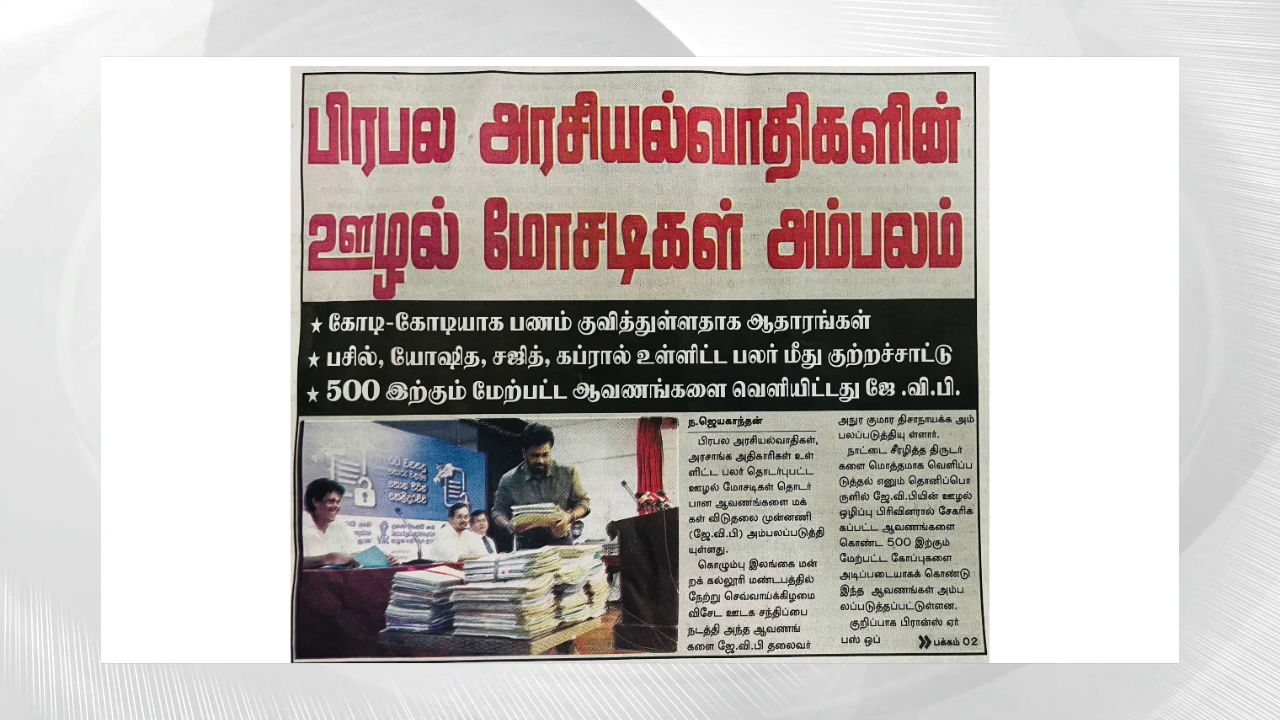 பிரபல அரசியல்வாதிகளின்
ஊழல் மோசடிகள் அம்பலம்
★ கோடி-கோடியாக பணம் குவித்துள்ளதாக ஆதாரங்கள்
★ பசில், யோஷித, சஜித், கப்ரால் உள்ளிட்ட பலர் மீது குற்றச்சாட்டு
★ 500 இற்கும் மேற்பட்ட ஆவணங்களை வெளியிட்டது ஜே .வி.பி.
ந.ஜெயகாந்தன்
பிரபல அரசியல்வாதிகள்,
அரசாங்க அதிகாரிகள் உள்
ளிட்ட பலர் தொடர்புபட்ட
ஊழல் மோசடிகள் தொடர்
பான ஆவணங்களை மக்
கள் விடுதலை முன்னணி
(ஜே.வி.பி) அம்பலப்படுத்தி
யுள்ளது.
கொழும்பு இலங்கை மன்
றக் கல்லூரி மண்டபத்தில்
நேற்று செவ்வாய்க்கிழமை
விசேட ஊடக சந்திப்பை
நடத்தி அந்த ஆவணங்
களை ஜே.வி.பி தலைவர்
அநுர குமார திசாநாயக்க அம்
பலப்படுத்தியு ள்ளார்.
நாட்டை சீரழித்த திருடர்
களை மொத்தமாக வெளிப்ப
டுத்தல் எனும் தொனிப்பொ
ருளில் ஜே.வி.பியின் ஊழல்
ஒழிப்பு பிரிவினரால் சேகரிக்
கப்பட்ட ஆவணங்களை
கொண்ட 500 இற்கும்
மேற்பட்ட கோப்புகளை
அடிப்படையாகக் கொண்டு
இந்த ஆவணங்கள் அம்ப
லப்படுத்தப்பட்டுள்ளன.
குறிப்பாக பிரான்ஸ் ஏர்
பஸ் ஒப்
பக்கம் 02